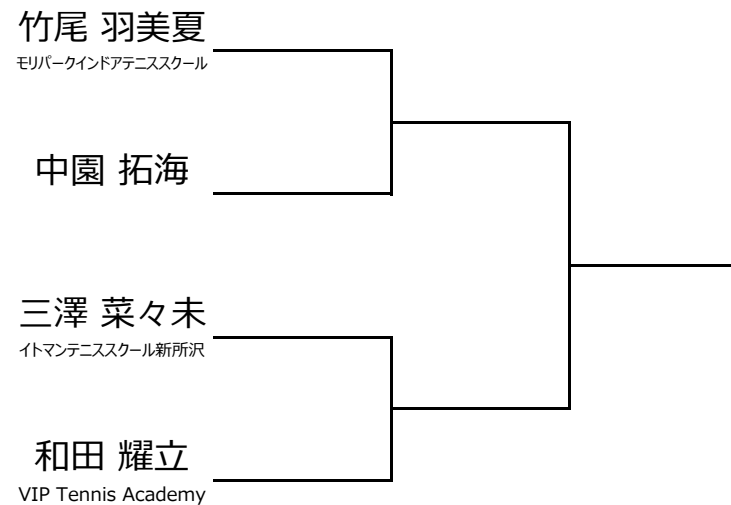 竹尾 羽美夏
モリパークインドアテニススクール
中園 拓海
三澤 菜々未
イトマンテニススクール新所沢
和田 耀立
VIP Tennis Academy